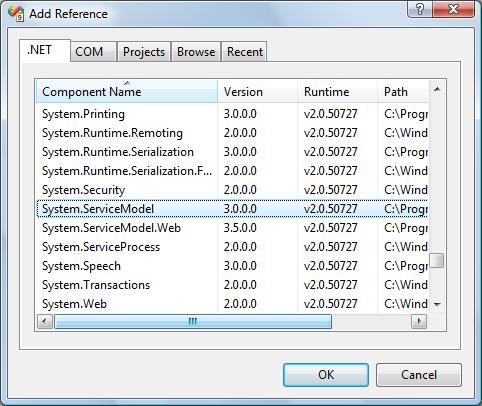 Add Reference
.NET COM Projects Browse Recent
Component Name Version Runtime Path
System.Printing 3.0.0.0 v2.0.50727 C:\Progr
System.Runtime.Remoting 2.0.0.0 v2.0.50727 C:\Wind
System.Runtime.Serialization 3.0.0.0 v2.0.50727 C:\Progr
System.Runtime.Serialization.F... 2.0.0.0 v2.0.50727 C:\Wind
System.Security 2.0.0.0 v2.0.50727 C:\Wind
System.ServiceModel 3.0.0.0 v2.0.50727 C:\Progr
System.ServiceModel.Web 3.5.0.0 v2.0.50727 C:\Progr
System.ServiceProcess 2.0.0.0 v2.0.50727 C:\Wind
System.Speech 3.0.0.0 v2.0.50727 C:\Progr
System.Transactions 2.0.0.0 v2.0.50727 C:\Wind
System.Web 2.0.0.0 v2.0.50727 C:\Wind
OK Cancel